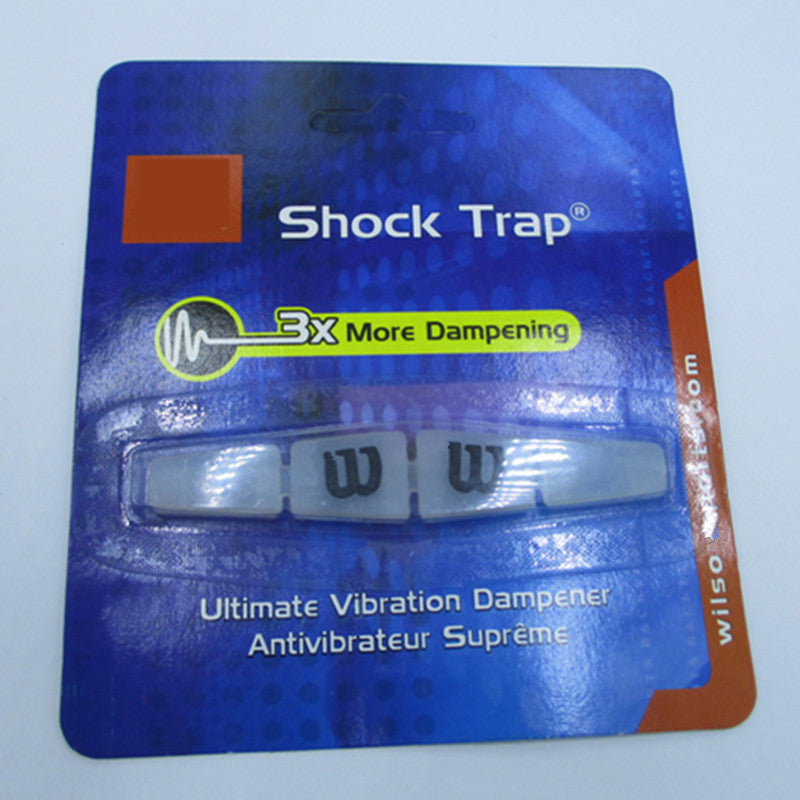 Shock Trap®
3x More Dampening
W W
Ultimate Vibration Dampener
Antivibrateur Suprême